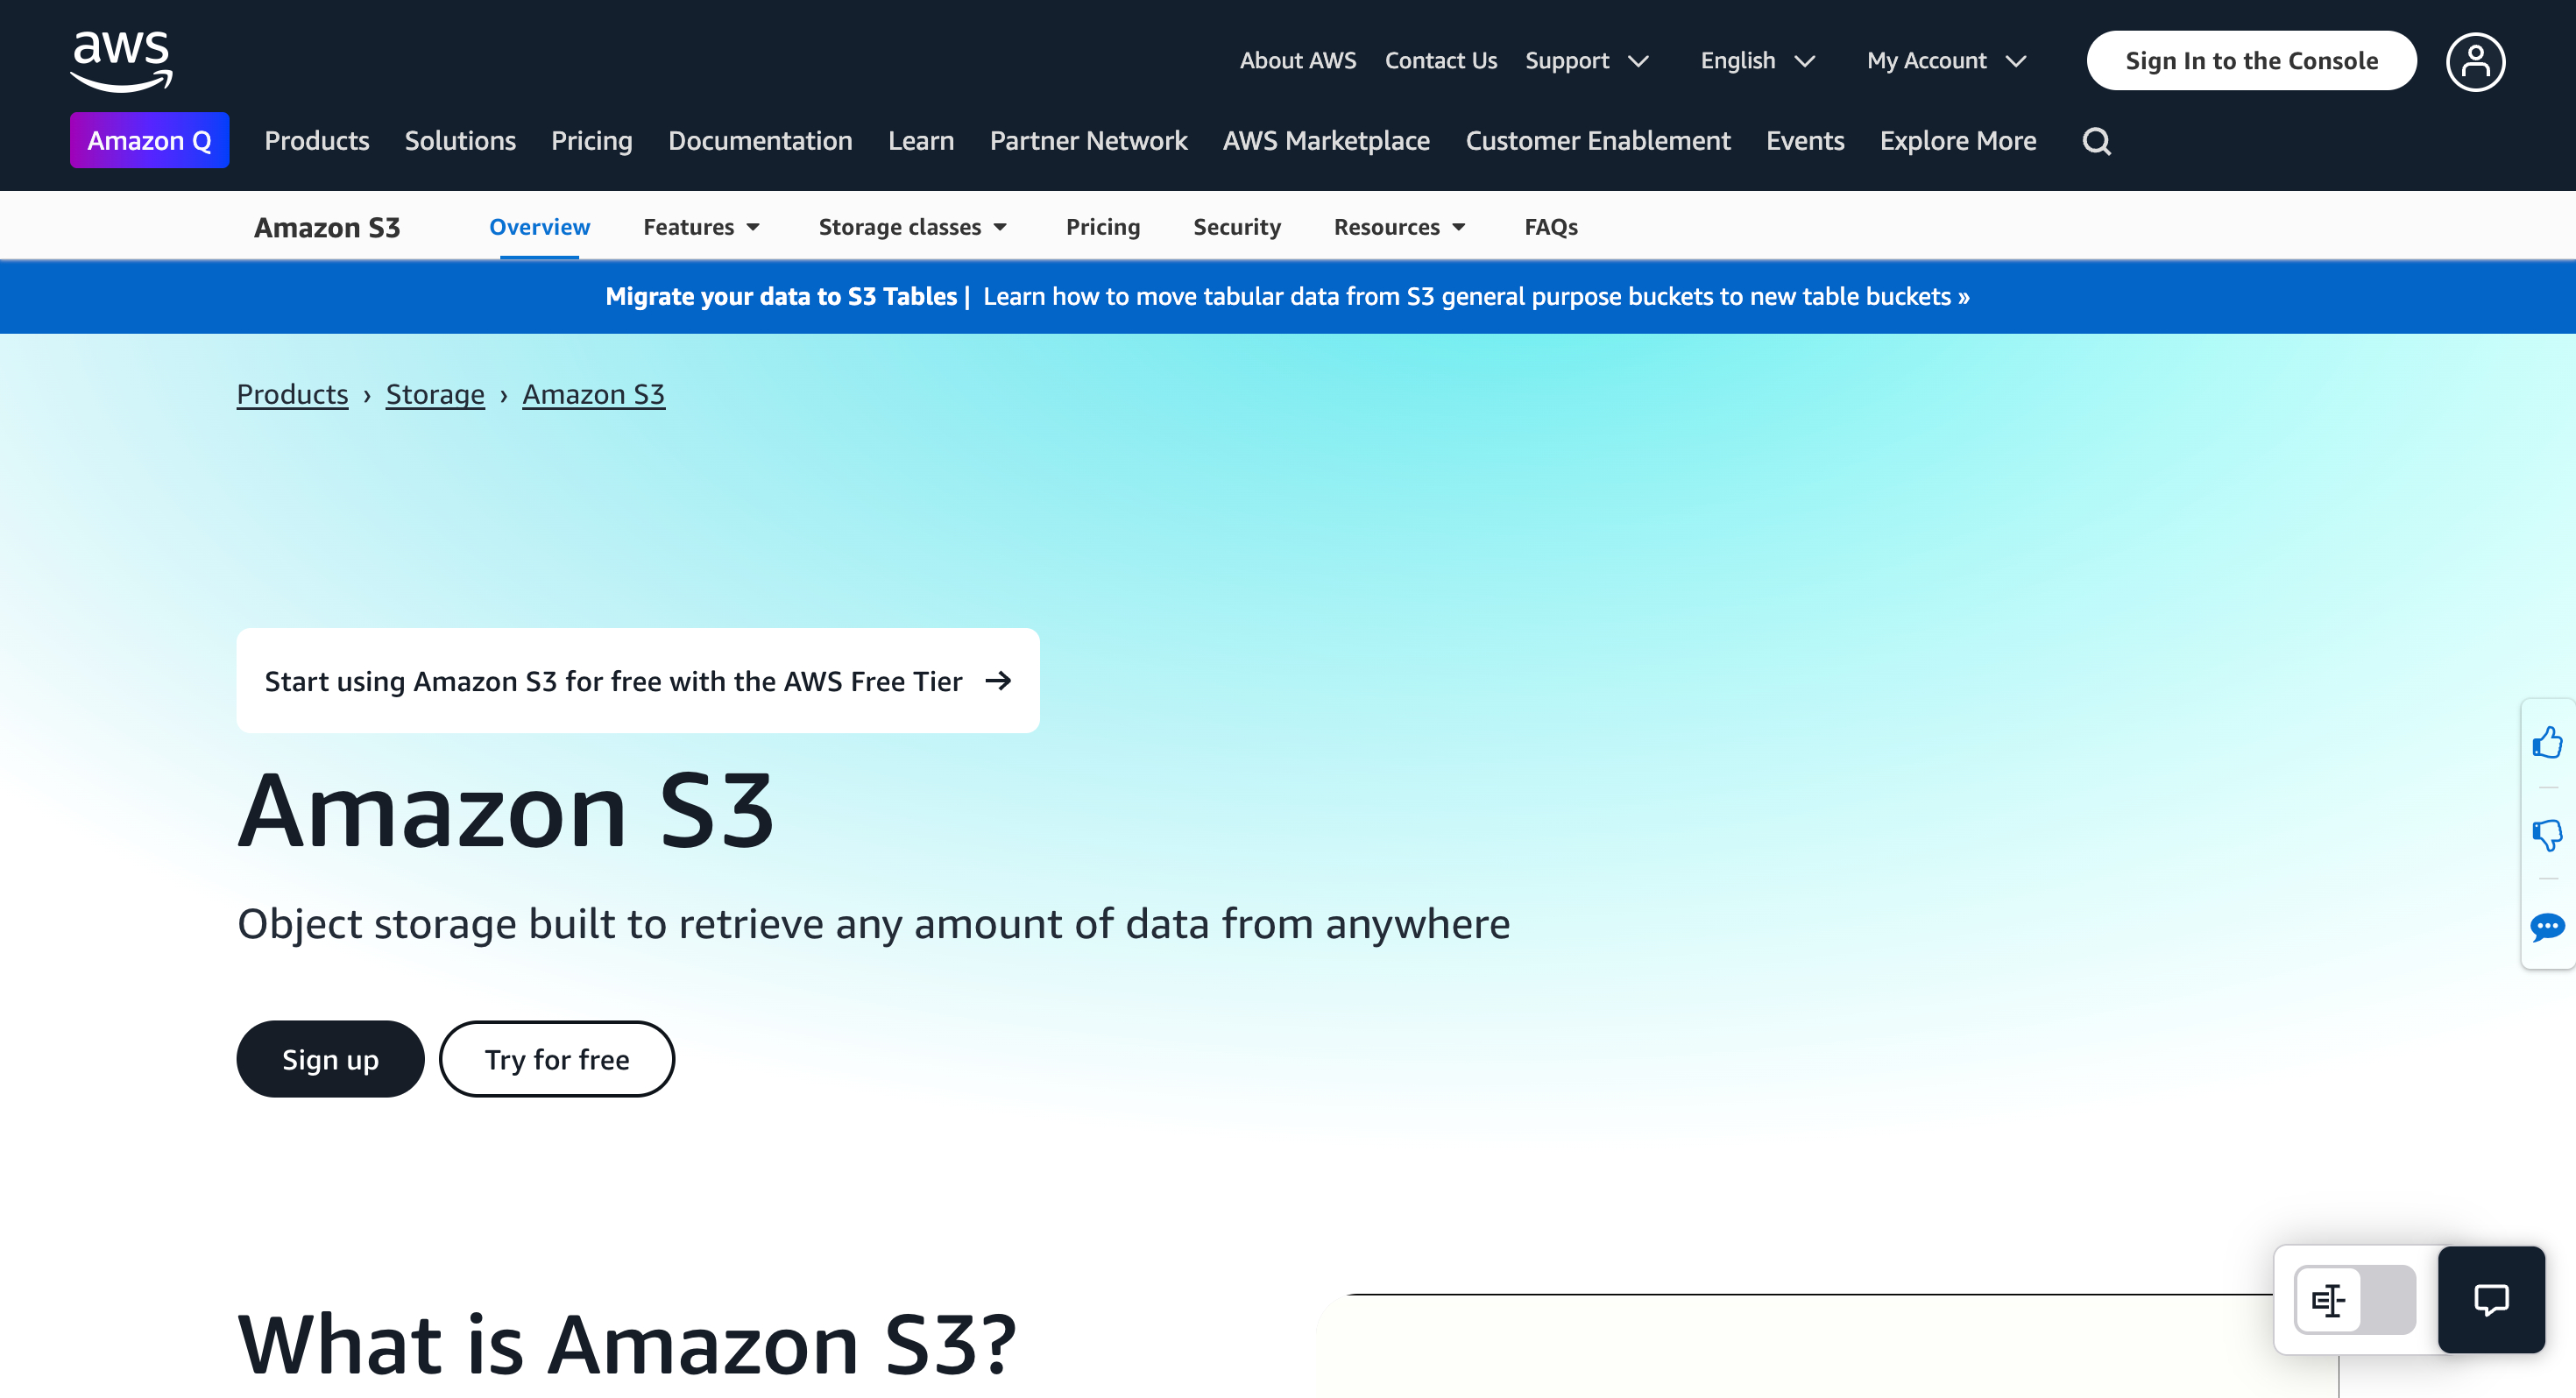 aws
About AWS Contact Us Support English My Account Sign In to the Console
Amazon Q Products Solutions Pricing Documentation Learn Partner Network AWS Marketplace Customer Enablement Events Explore More
Amazon S3 Overview Features Storage classes Pricing Security Resources FAQs
Migrate your data to S3 Tables | Learn how to move tabular data from S3 general purpose buckets to new table buckets »
Products › Storage › Amazon S3
Start using Amazon S3 for free with the AWS Free Tier →
Amazon S3
Object storage built to retrieve any amount of data from anywhere
Sign up Try for free
What is Amazon S3?